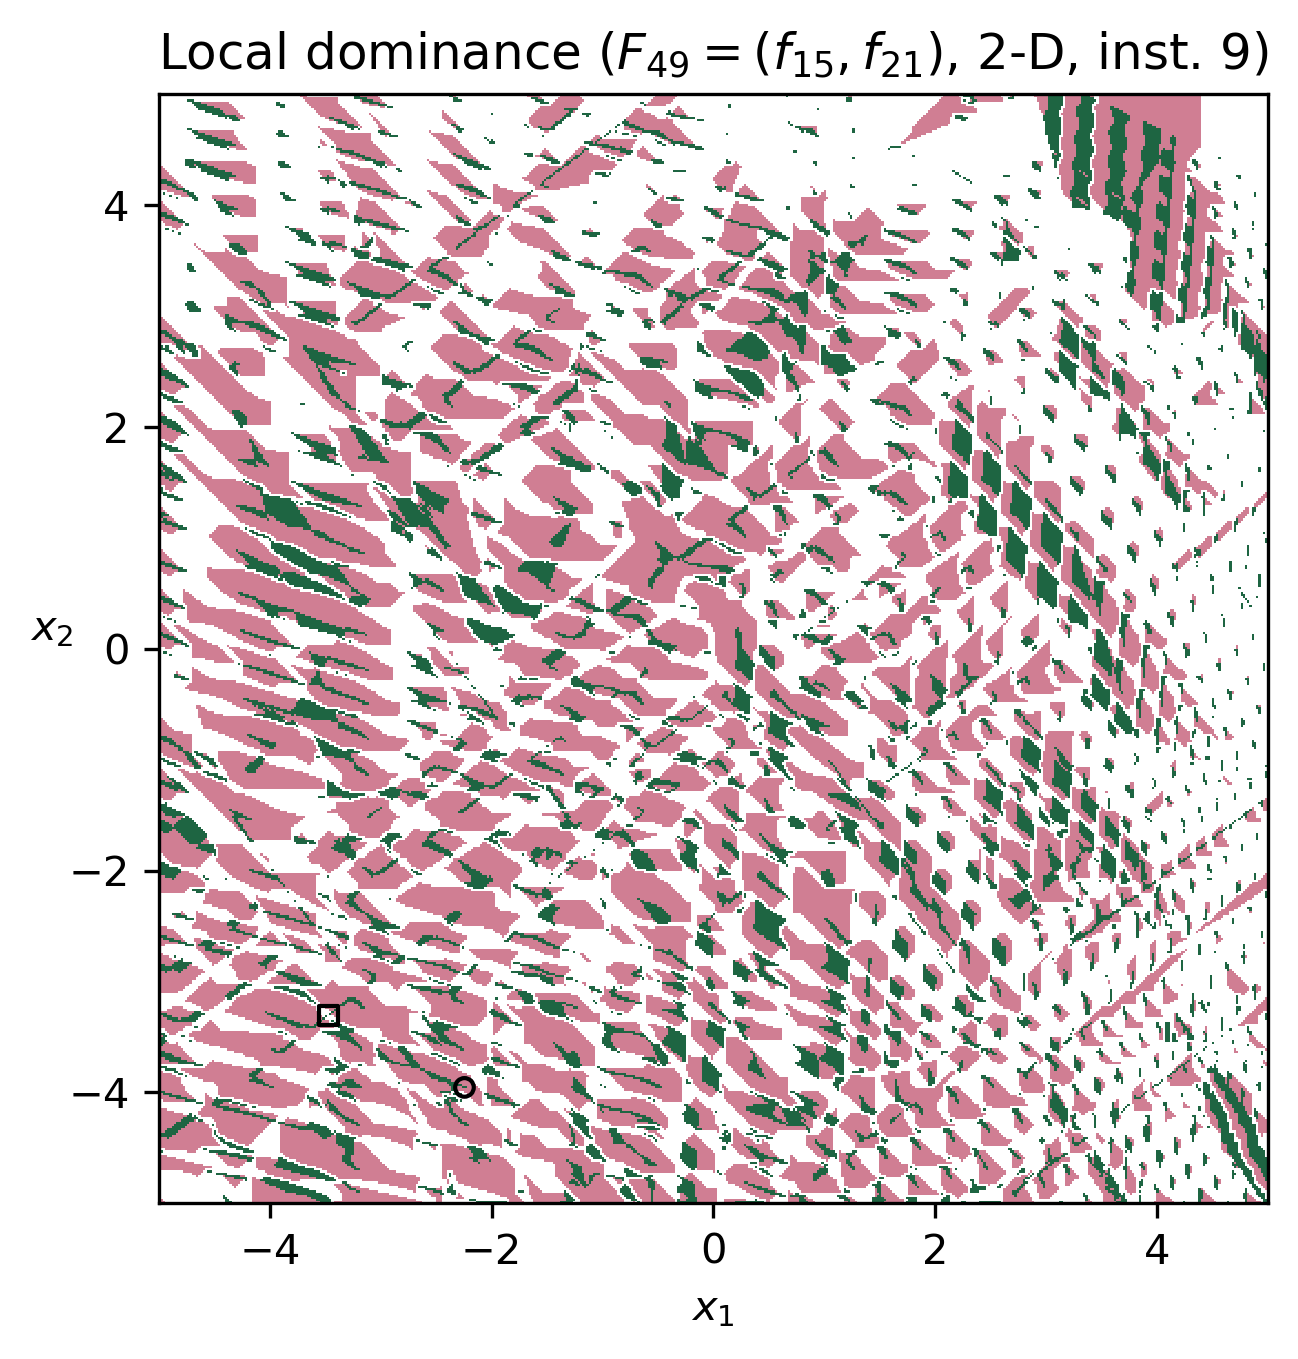 Local dominance (F₄₉ = (f₁₅, f₂₁), 2-D, inst. 9)
4
2
x₂
0
−2
−4
−4 −2 0 2 4
x₁